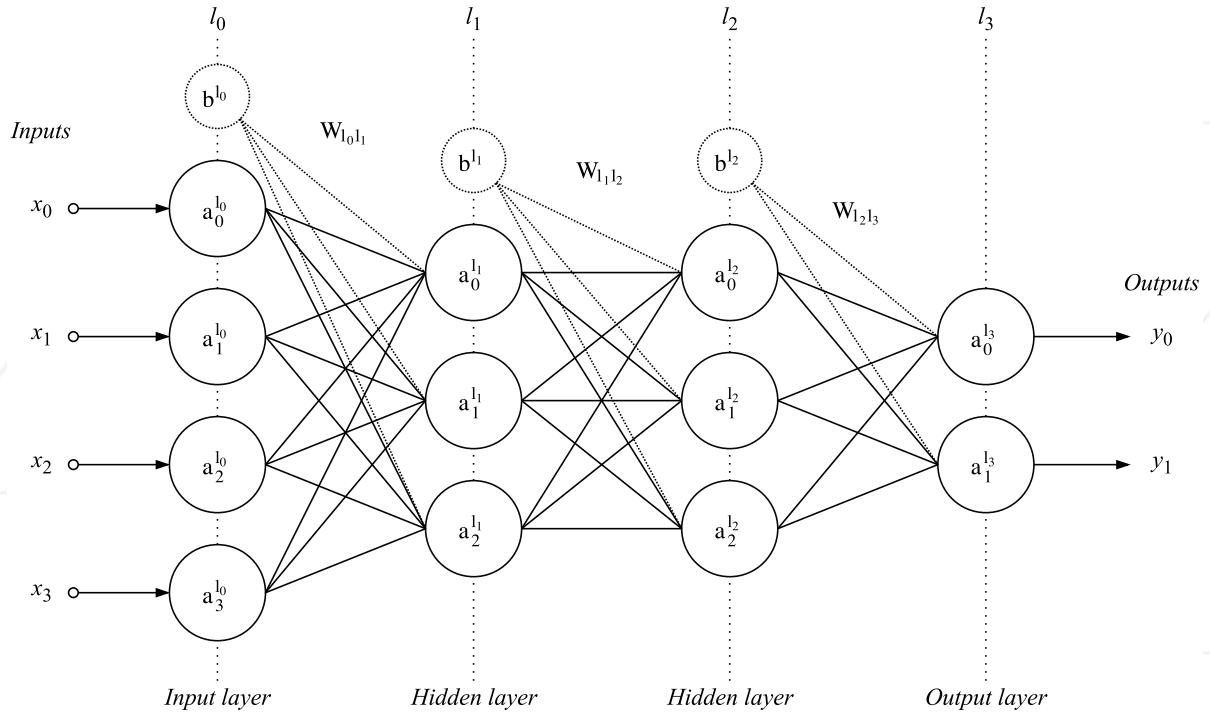 l₀ l₁ l₂ l₃
b^l₀
Inputs W_l₀l₁ b^l₁ W_l₁l₂ b^l₂
x₀ a₀^l₀ W_l₂l₃
a₀^l₁ a₀^l₂ Outputs
x₁ a₁^l₀ a₀^l₃ y₀
a₁^l₁ a₁^l₂
x₂ a₂^l₀ a₁^l₃ y₁
a₂^l₁ a₂^l₂
x₃ a₃^l₀
Input layer Hidden layer Hidden layer Output layer